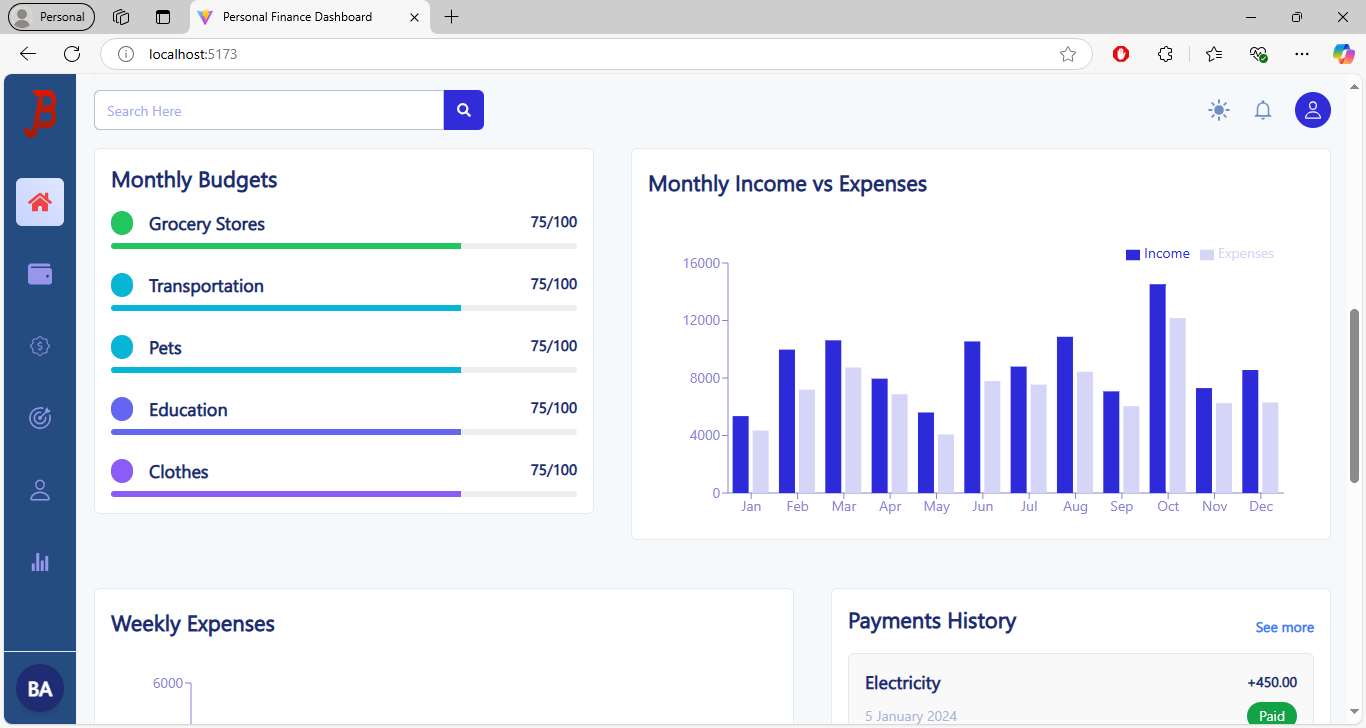 Personal
Personal Finance Dashboard
localhost:5173
B
Search Here
Monthly Budgets
Grocery Stores 75/100
Transportation 75/100
Pets 75/100
Education 75/100
Clothes 75/100
Monthly Income vs Expenses
Income Expenses
16000
12000
8000
4000
0
Jan Feb Mar Apr May Jun Jul Aug Sep Oct Nov Dec
Weekly Expenses
6000
Payments History
See more
Electricity +450.00
5 January 2024 Paid
BA